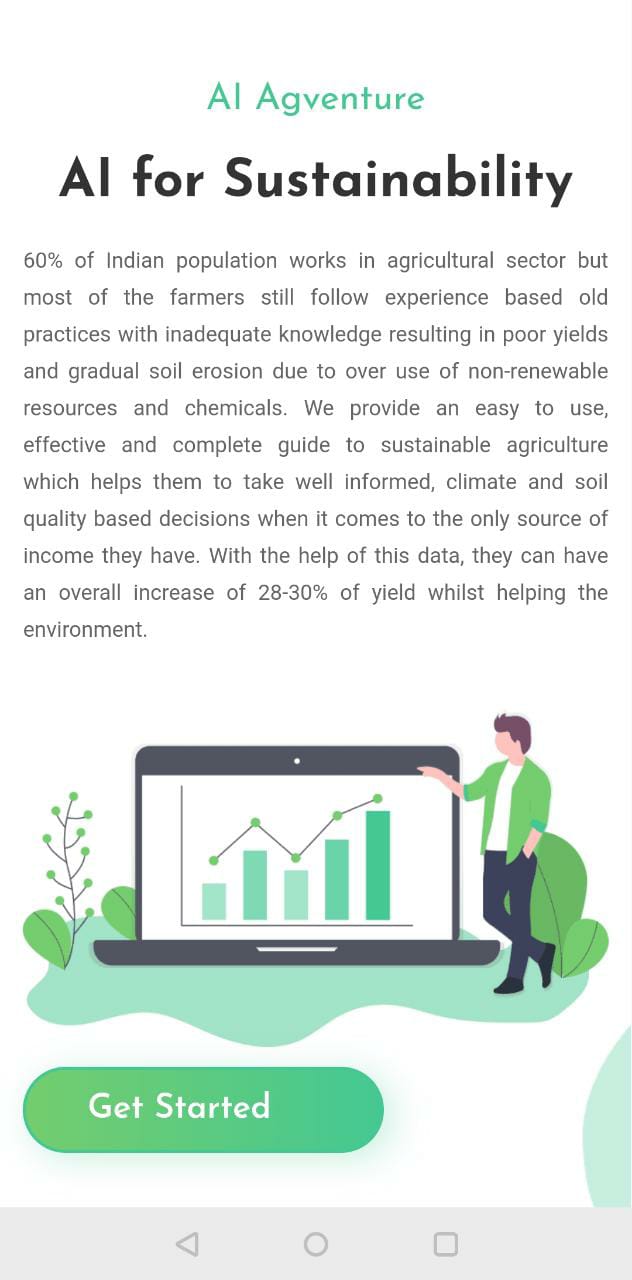 AI Agventure
AI for Sustainability
60% of Indian population works in agricultural sector but
most of the farmers still follow experience based old
practices with inadequate knowledge resulting in poor yields
and gradual soil erosion due to over use of non-renewable
resources and chemicals. We provide an easy to use,
effective and complete guide to sustainable agriculture
which helps them to take well informed, climate and soil
quality based decisions when it comes to the only source of
income they have. With the help of this data, they can have
an overall increase of 28-30% of yield whilst helping the
environment.
Get Started